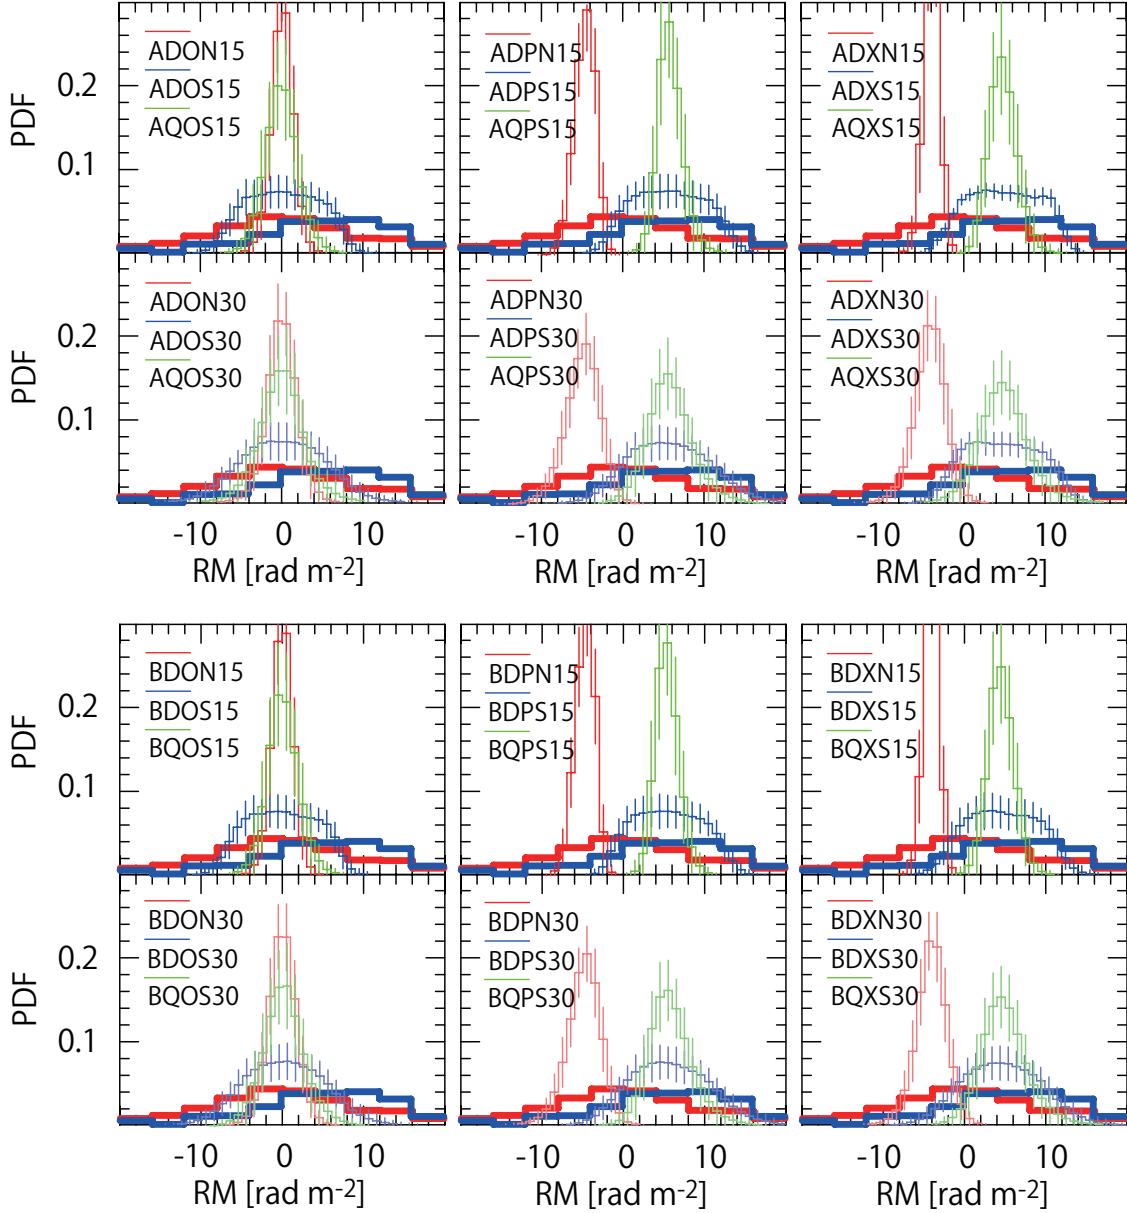 ADON15
ADOS15
AQOS15
ADPN15
ADPS15
AQPS15
ADXN15
ADXS15
AQXS15
PDF
0.2
0.1
ADON30
ADOS30
AQOS30
ADPN30
ADPS30
AQPS30
ADXN30
ADXS30
AQXS30
PDF
0.2
0.1
-10 0 10
-10 0 10
-10 0 10
RM [rad m-2]
RM [rad m-2]
RM [rad m-2]
BDON15
BDOS15
BQOS15
BDPN15
BDPS15
BQPS15
BDXN15
BDXS15
BQXS15
PDF
0.2
0.1
BDON30
BDOS30
BQOS30
BDPN30
BDPS30
BQPS30
BDXN30
BDXS30
BQXS30
PDF
0.2
0.1
-10 0 10
-10 0 10
-10 0 10
RM [rad m-2]
RM [rad m-2]
RM [rad m-2]